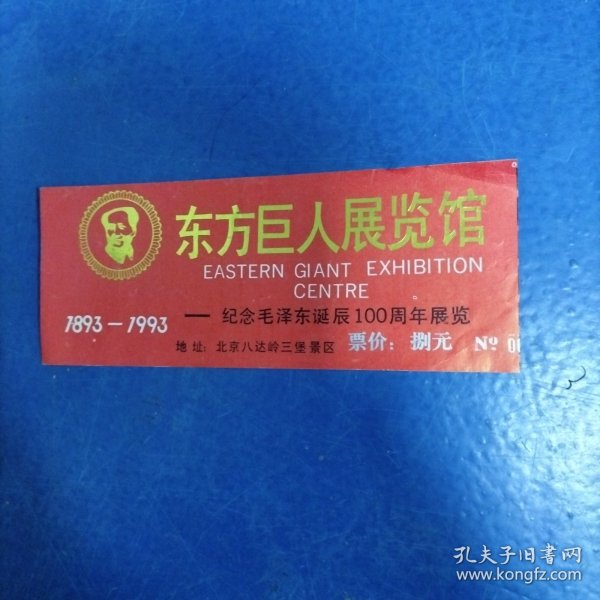 东方巨人展览馆
EASTERN GIANT EXHIBITION
CENTRE
1893-1993
—纪念毛泽东诞辰100周年展览
地址:北京八达岭三堡景区
票价:捌元 №
孔夫子旧书网
www.kongfz.com